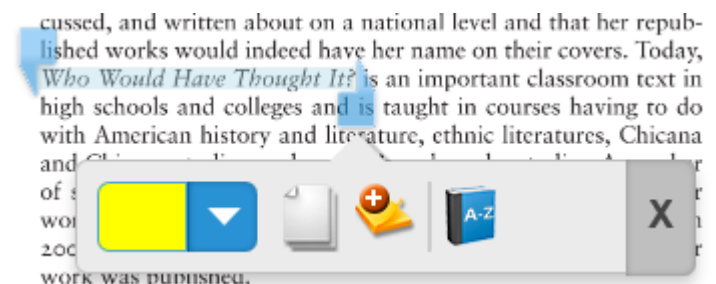 cussed, and written about on a national level and that her repub-
lished works would indeed have her name on their covers. Today,
Who Would Have Thought It? is an important classroom text in
high schools and colleges and is taught in courses having to do
with American history and literature, ethnic literatures, Chicana
and
of
A-Z
X
work was published.